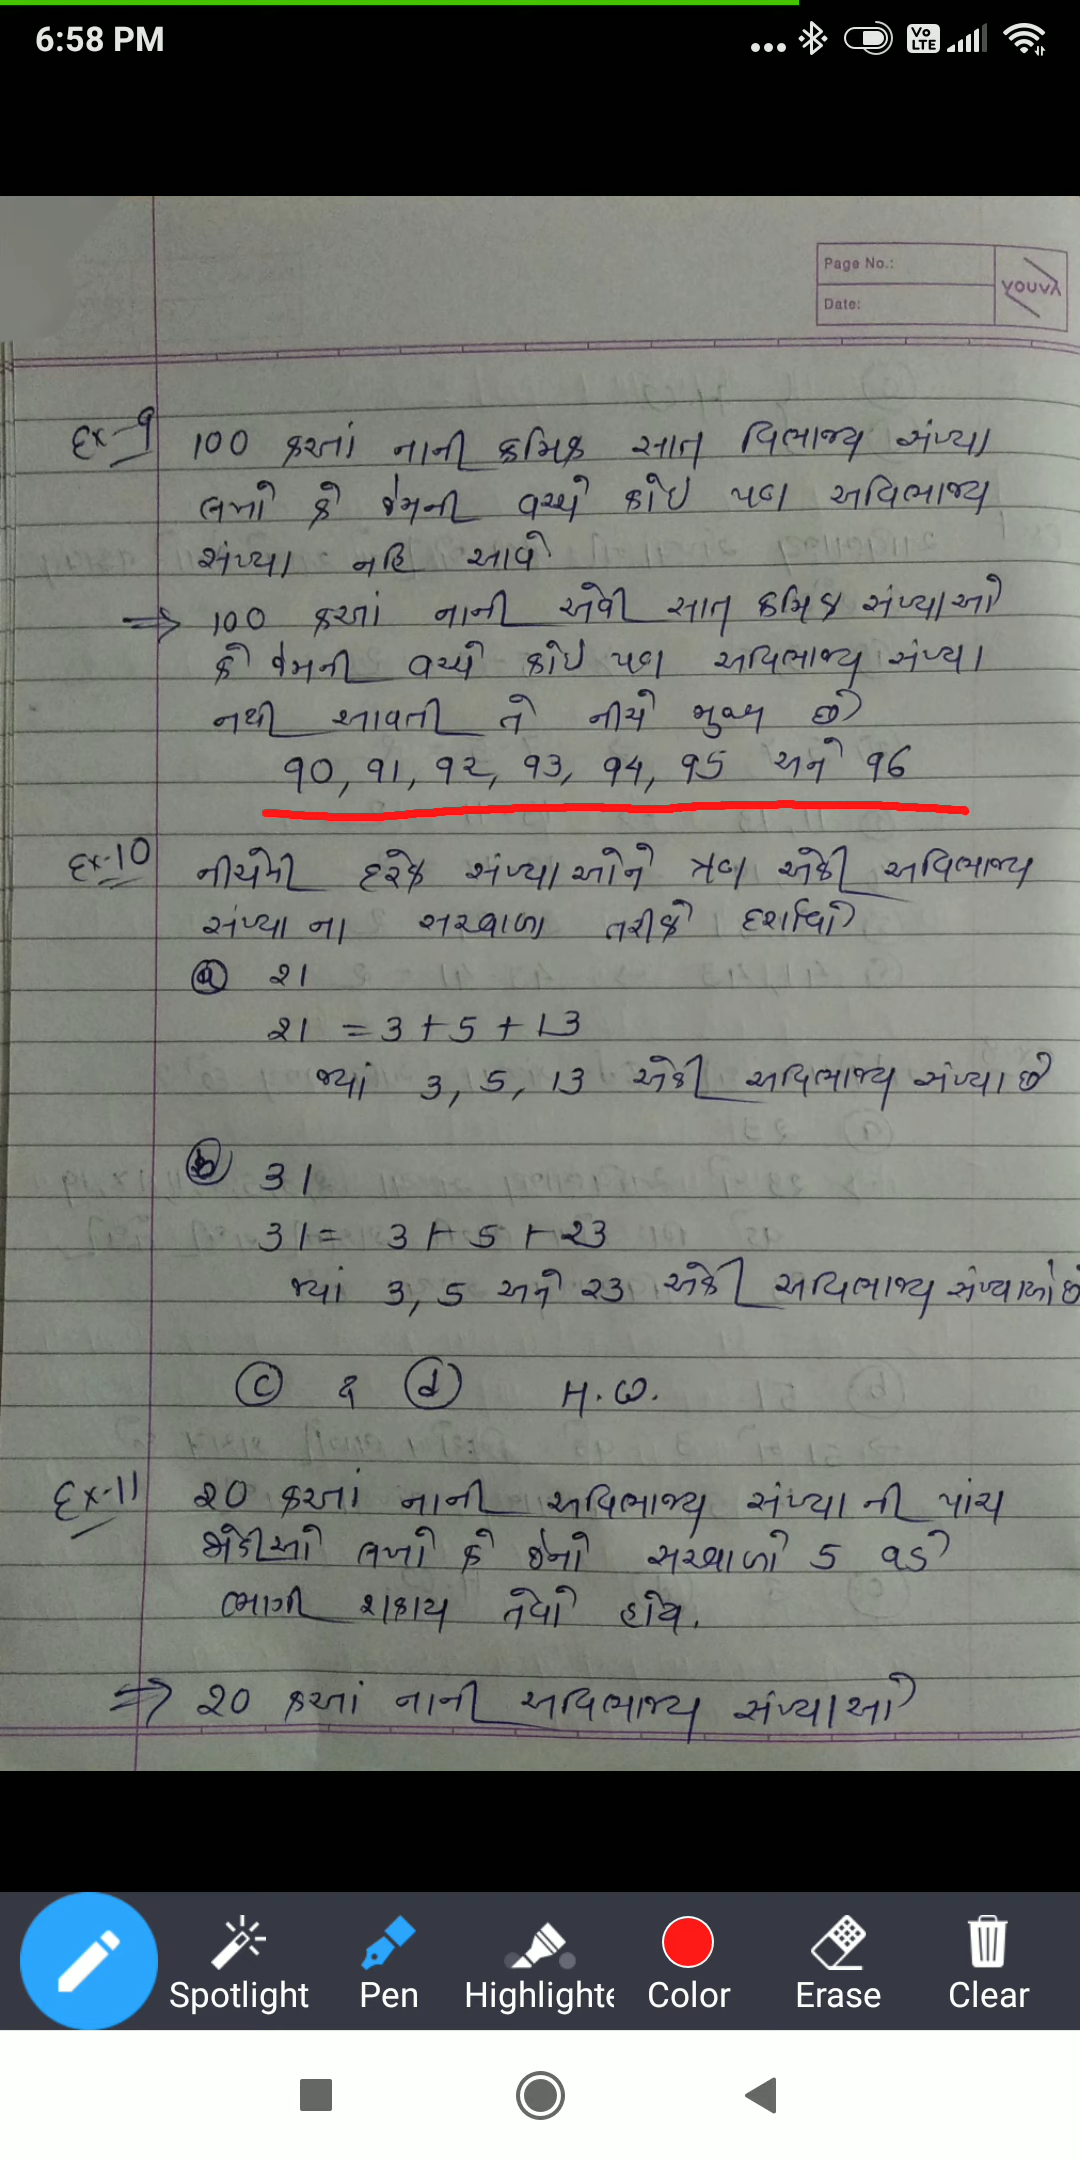 6:58 PM
Vo LTE
Page No.:
Date:
YOUVA
Ex-9 100 કરતાં નાની ક્રમિક સાત વિભાજ્ય સંખ્યા
લખો કે જેમની વચ્ચે કોઇ પણ અવિભાજ્ય
સંખ્યા નહિ આવે
⇒ 100 કરતાં નાની એવી સાત ક્રમિક સંખ્યાઓ
કે જેમની વચ્ચે કોઇ પણ અવિભાજ્ય સંખ્યા
નથી આવતી તે નીચે મુજબ છે
90, 91, 92, 93, 94, 95 અને 96
Ex-10 નીચેની દરેક સંખ્યાઓને ત્રણ એકી અવિભાજ્ય
સંખ્યા ના સરવાળા તરીકે દર્શાવો
ⓐ 21
21 = 3 + 5 + 13
જ્યાં 3, 5, 13 એકી અવિભાજ્ય સંખ્યા છે
ⓑ 31
31 = 3 + 5 + 23
જ્યાં 3, 5 અને 23 એકી અવિભાજ્ય સંખ્યાઓ છે
ⓒ & ⓓ H.W.
Ex-11 20 કરતાં નાની અવિભાજ્ય સંખ્યા ની પાંચ
જોડીઓ લખો કે જેનો સરવાળો 5 વડે
ભાગી શકાય તેવો હોય.
⇒ 20 કરતાં નાની અવિભાજ્ય સંખ્યાઓ
Spotlight Pen Highlighte Color Erase Clear